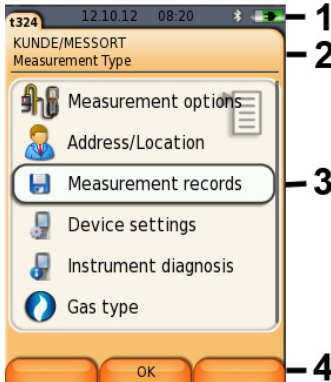 t324 12.10.12 08:20 1
KUNDE/MESSORT
Measurement Type 2
Measurement options
Address/Location
Measurement records 3
Device settings
Instrument diagnosis
Gas type
OK 4